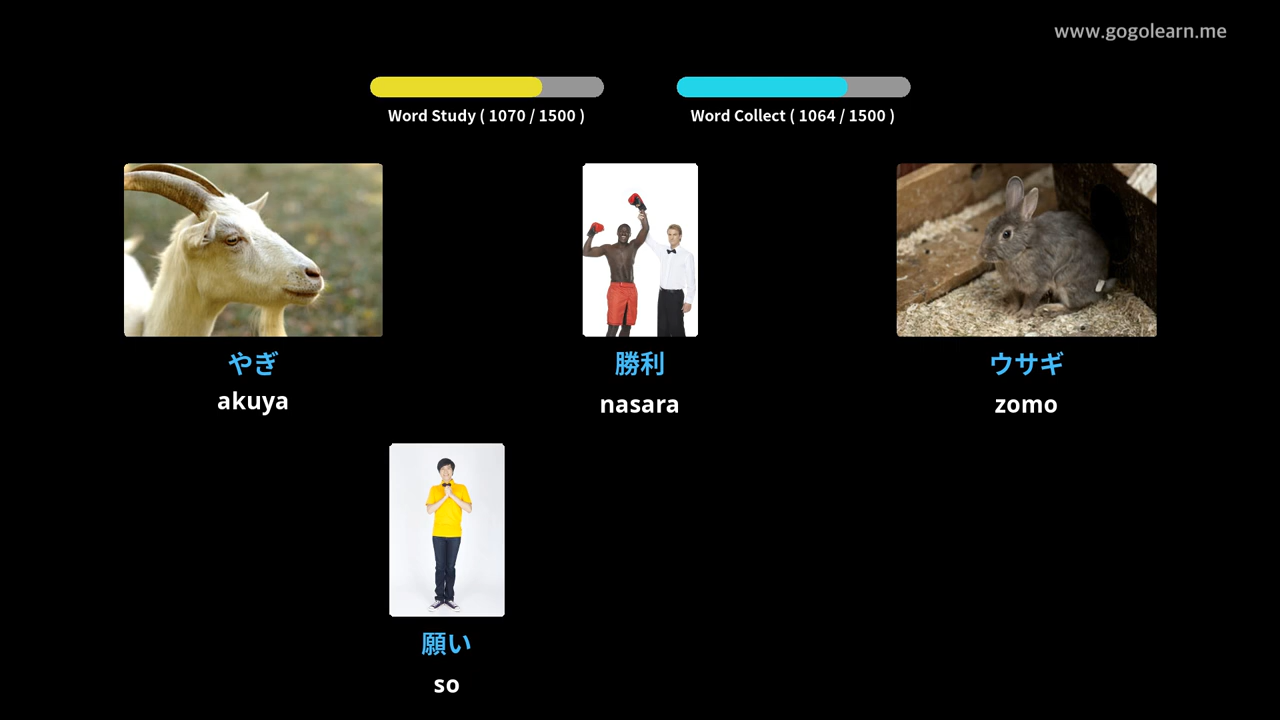 www.gogolearn.me
Word Study ( 1070 / 1500 )
Word Collect ( 1064 / 1500 )
やぎ
akuya
勝利
nasara
ウサギ
zomo
願い
so